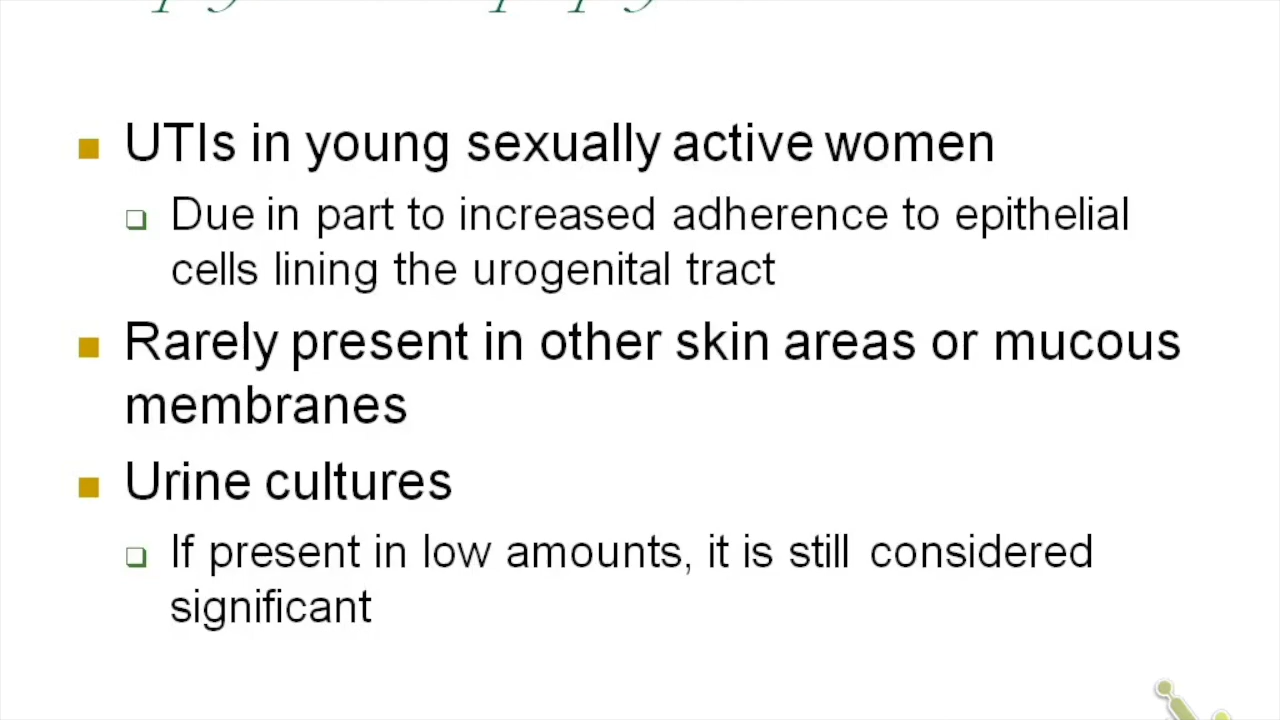 UTIs in young sexually active women
Due in part to increased adherence to epithelial
cells lining the urogenital tract
Rarely present in other skin areas or mucous
membranes
Urine cultures
If present in low amounts, it is still considered
significant